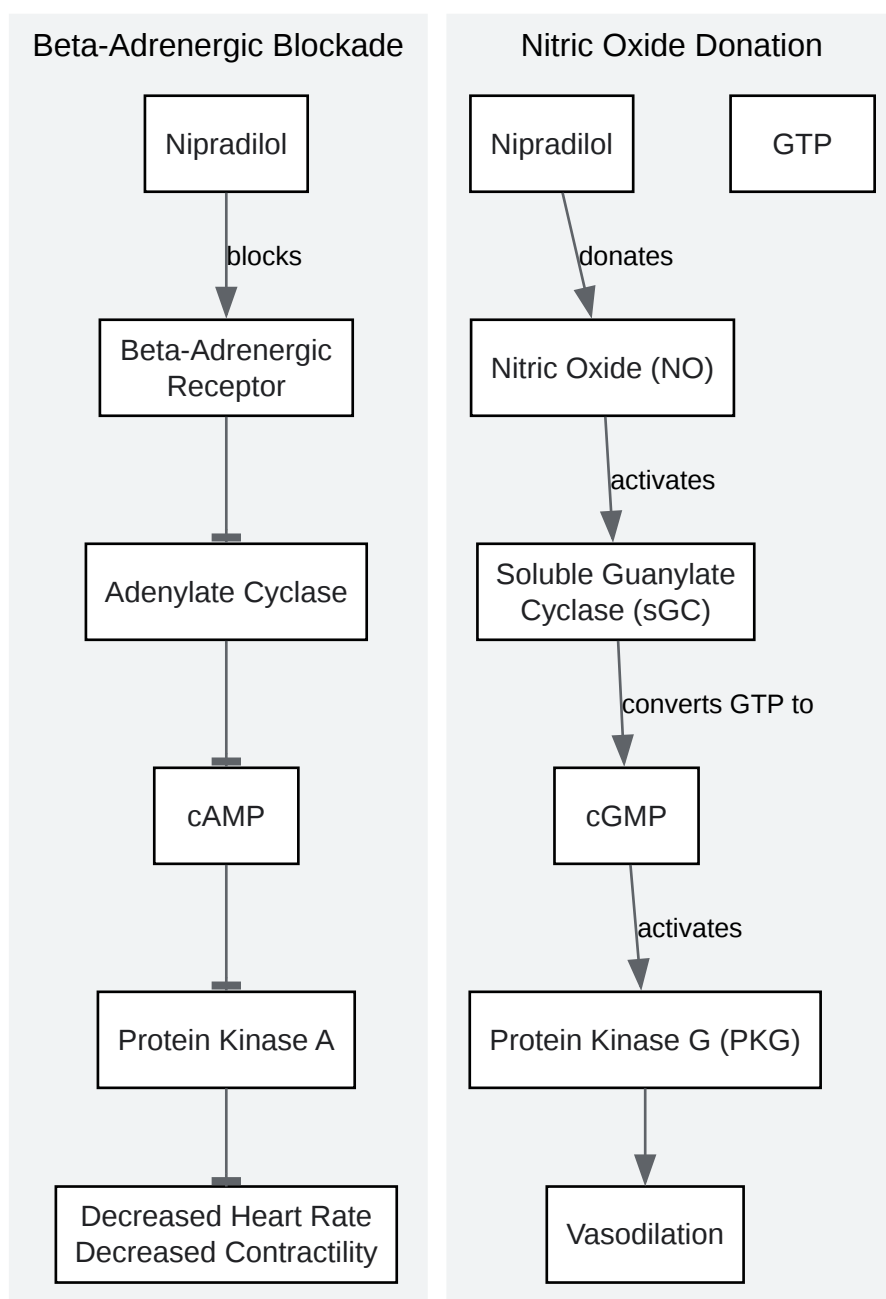 Beta-Adrenergic Blockade
Nipradilol
blocks
Beta-Adrenergic
Receptor
Adenylate Cyclase
cAMP
Protein Kinase A
Decreased Heart Rate
Decreased Contractility
Nitric Oxide Donation
Nipradilol
GTP
donates
Nitric Oxide (NO)
activates
Soluble Guanylate
Cyclase (sGC)
converts GTP to
cGMP
activates
Protein Kinase G (PKG)
Vasodilation